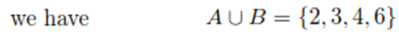 we have A ∪ B = {2, 3, 4, 6}